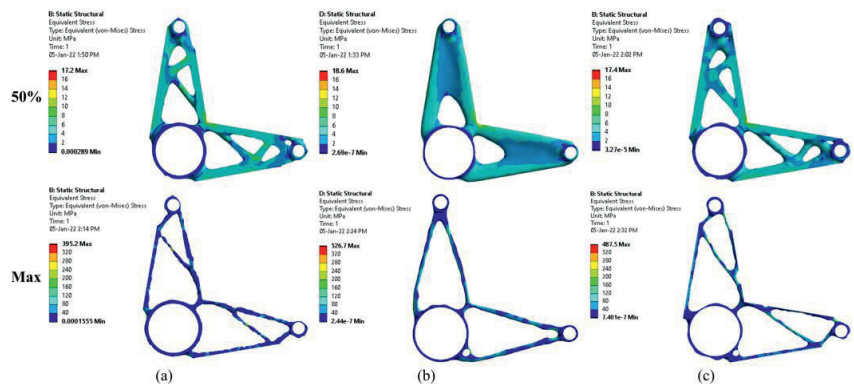 B: Static Structural
Equivalent Stress
Type: Equivalent (von-Mises) Stress
Unit: MPa
Time: 1
05-Jan-22 1:50 PM
17.2 Max
16
14
12
10
8
6
4
2
0.000289 Min
D: Static Structural
Equivalent Stress
Type: Equivalent (von-Mises) Stress
Unit: MPa
Time: 1
05-Jan-22 1:33 PM
18.6 Max
16
14
12
10
8
6
4
2
2.69e-7 Min
B: Static Structural
Equivalent Stress
Type: Equivalent (von-Mises) Stress
Unit: MPa
Time: 1
05-Jan-22 2:02 PM
17.4 Max
16
14
12
10
8
6
4
2
3.27e-5 Min
50%
B: Static Structural
Equivalent Stress
Type: Equivalent (von-Mises) Stress
Unit: MPa
Time: 1
05-Jan-22 2:14 PM
395.2 Max
320
280
240
200
160
120
80
40
0.0001555 Min
D: Static Structural
Equivalent Stress
Type: Equivalent (von-Mises) Stress
Unit: MPa
Time: 1
05-Jan-22 2:24 PM
526.7 Max
320
280
240
200
160
120
80
40
2.44e-7 Min
B: Static Structural
Equivalent Stress
Type: Equivalent (von-Mises) Stress
Unit: MPa
Time: 1
05-Jan-22 2:32 PM
487.5 Max
320
280
240
200
160
120
80
40
7.401e-7 Min
Max
(a)
(b)
(c)